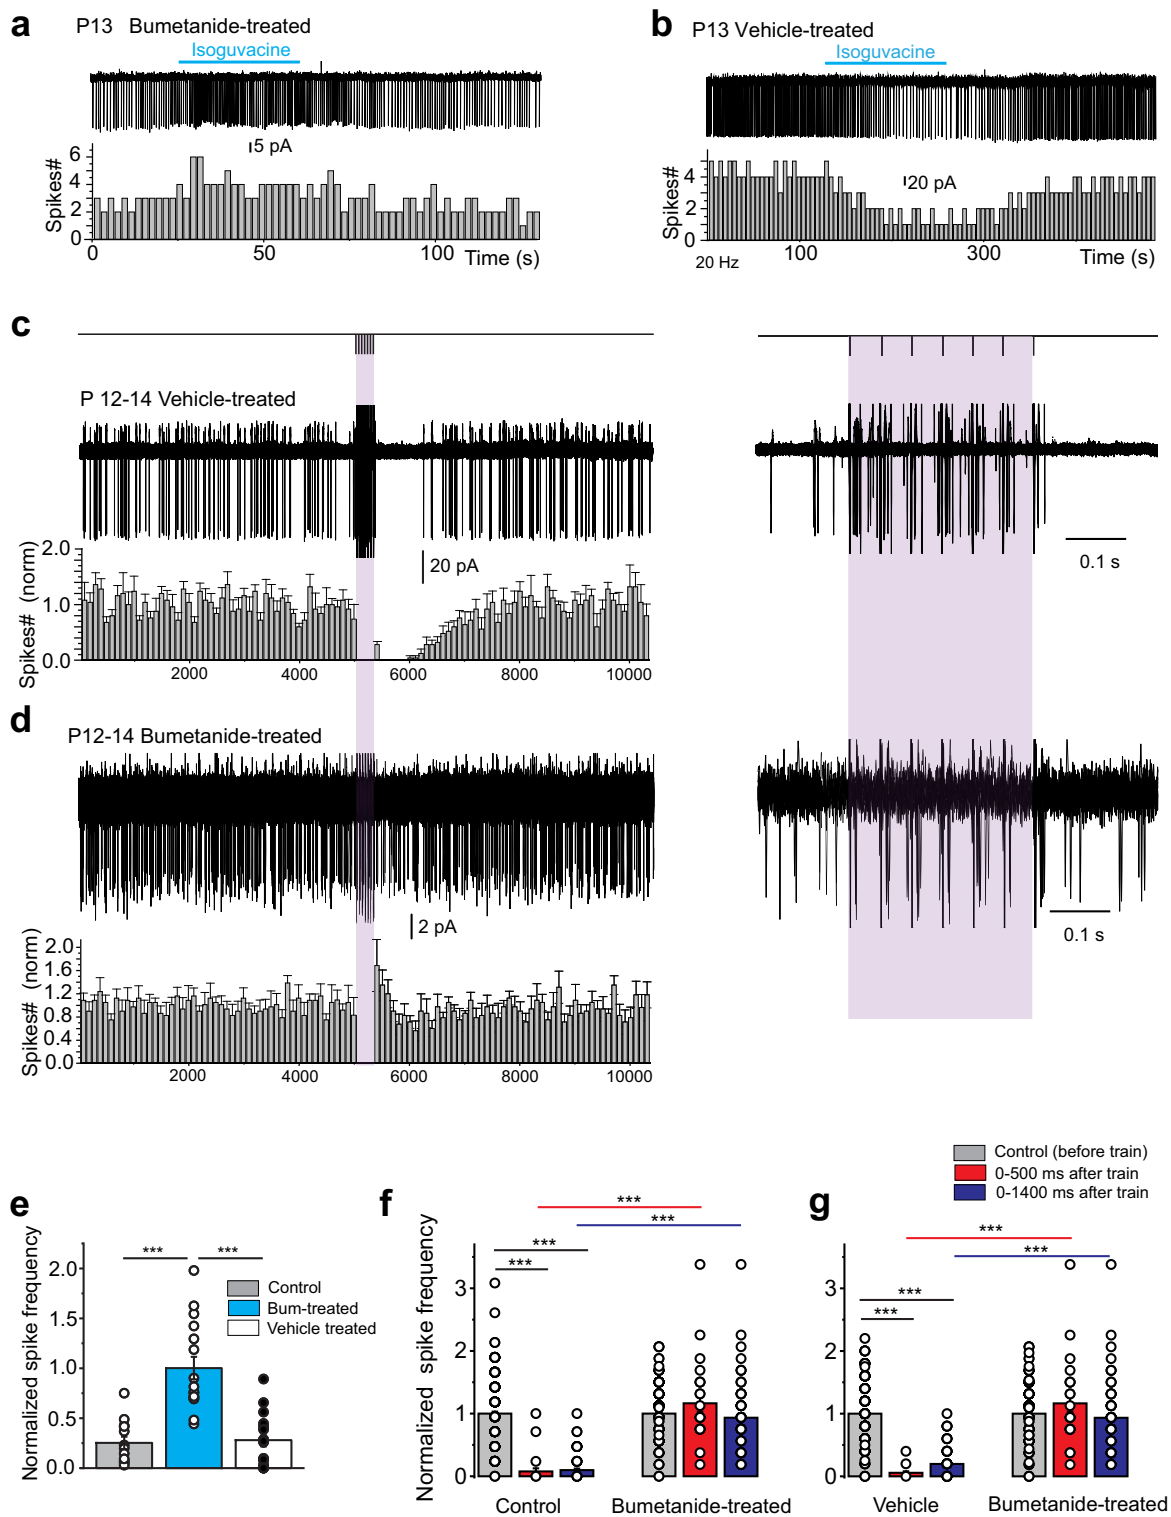 a
P13 Bumetanide-treated
Isoguvacine
5 pA
Spikes#
6
4
2
0
0
50
100
Time (s)
b
P13 Vehicle-treated
Isoguvacine
20 pA
Spikes#
4
2
0
20 Hz
100
300
Time (s)
c
P 12-14 Vehicle-treated
20 pA
0.1 s
Spikes# (norm)
2.0
1.0
0.0
2000
4000
6000
8000
10000
d
P12-14 Bumetanide-treated
2 pA
0.1 s
Spikes# (norm)
2.0
1.6
1.2
0.8
0.4
0.0
2000
4000
6000
8000
10000
Control (before train)
0-500 ms after train
0-1400 ms after train
e
Normalized spike frequency
2.0
1.5
1.0
0.5
0.0
***
***
Control
Bum-treated
Vehicle treated
f
Normalized spike frequency
3
2
1
0
***
***
***
***
Control
Bumetanide-treated
g
3
2
1
0
***
***
***
***
Vehicle
Bumetanide-treated